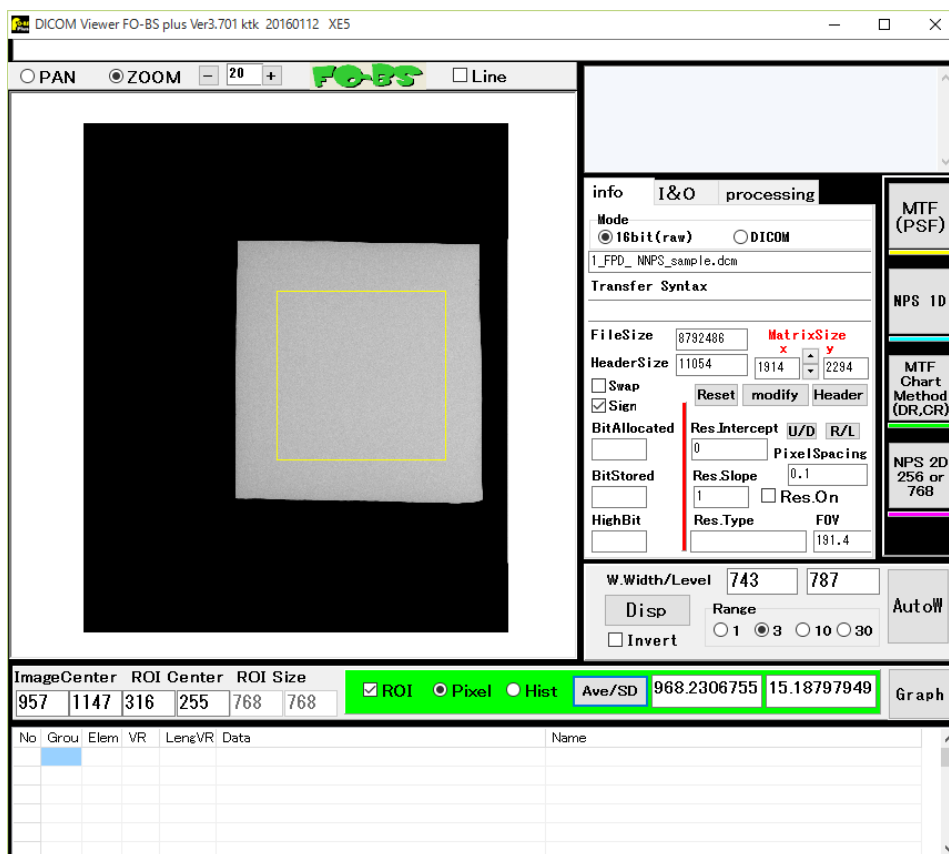 DICOM Viewer FO-BS plus Ver3.701 ktk 20160112 XE5
PAN ZOOM − 20 + FO-BS Line
info I&O processing
Mode
16bit(raw) DICOM
1_FPD_ NNPS_sample.dcm
Transfer Syntax
FileSize 8792486 MatrixSize
x y
HeaderSize 11054 1914 2294
Swap
Sign
Reset modify Header
BitAllocated Res.Intercept U/D R/L
0 PixelSpacing
BitStored Res.Slope 0.1
1 Res.On
HighBit Res.Type FOV
191.4
MTF
(PSF)
NPS 1D
MTF
Chart
Method
(DR,CR)
NPS 2D
256 or
768
W.Width/Level 743 787
Disp Range
1 3 10 30
Invert
AutoW
ImageCenter ROI Center ROI Size
957 1147 316 255 768 768
ROI Pixel Hist Ave/SD 968.2306755 15.18797949 Graph
No Grou Elem VR LengVR Data Name